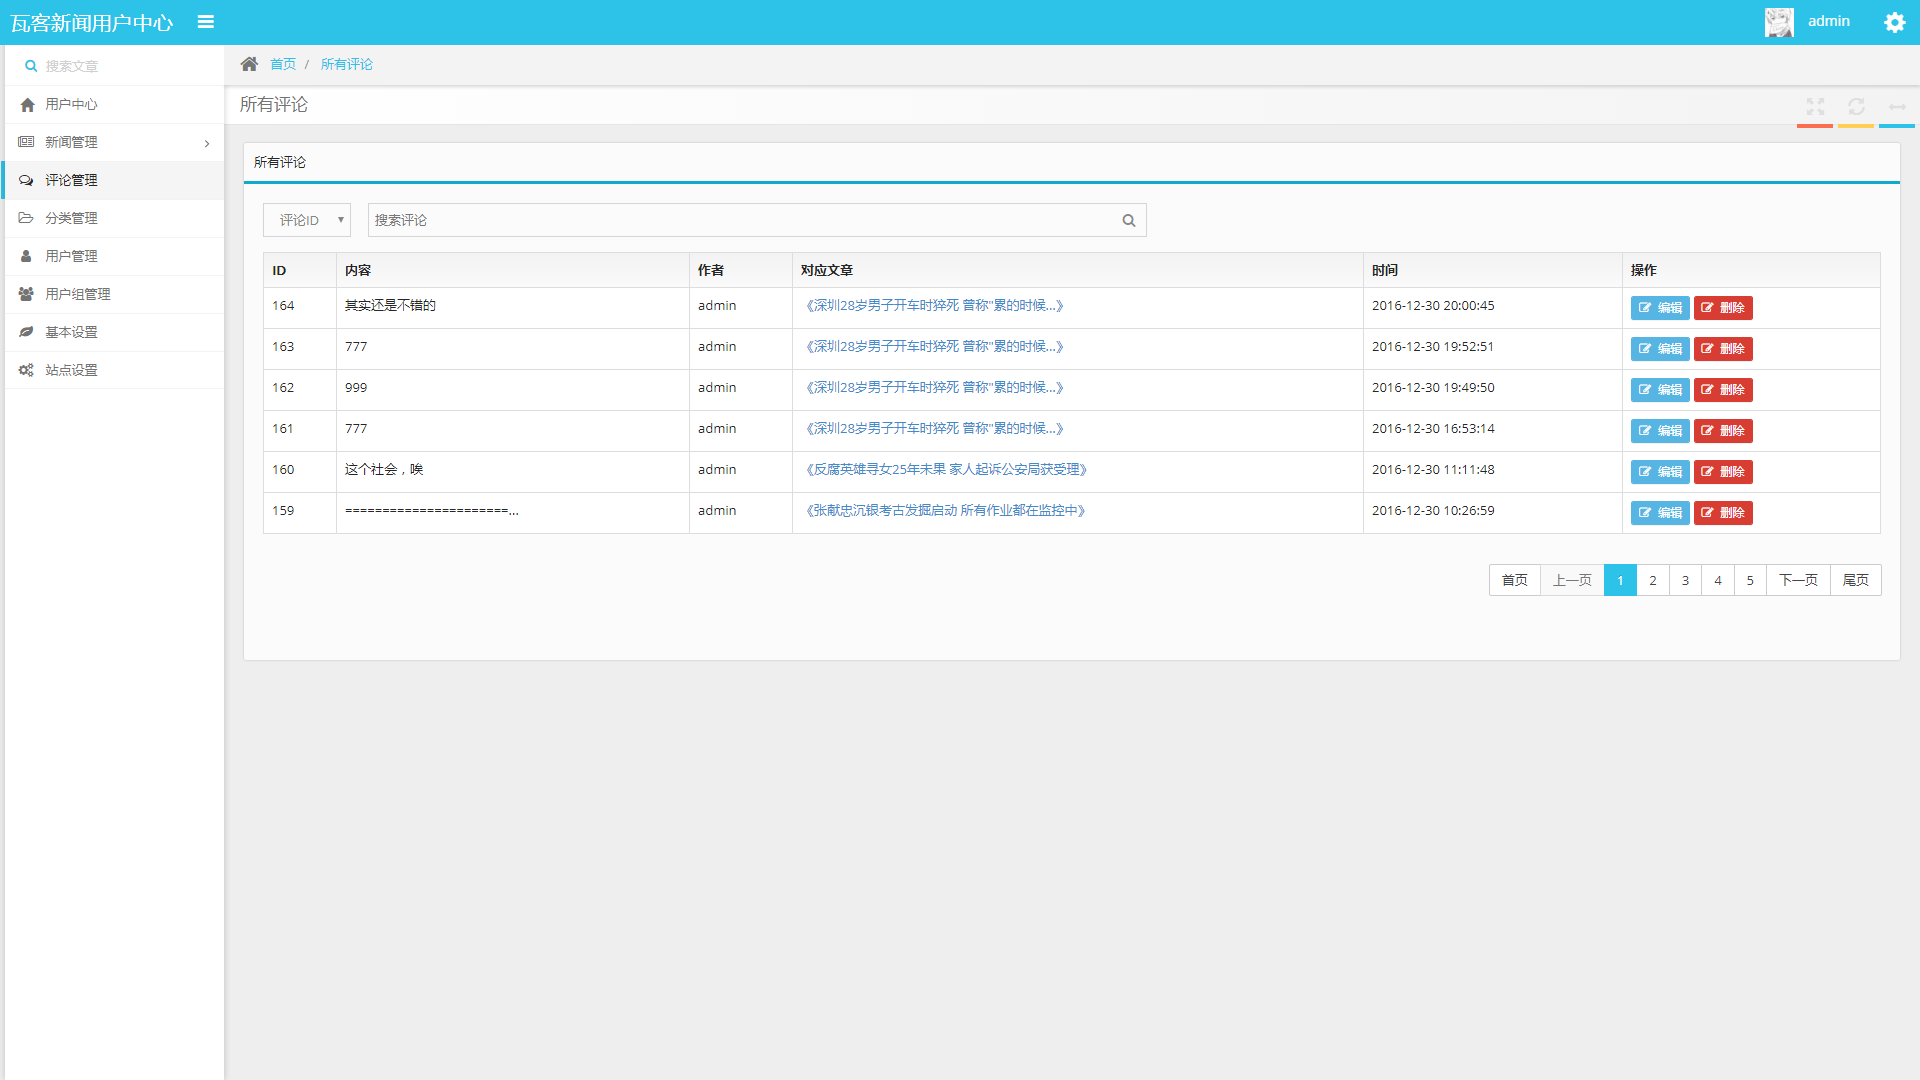 瓦客新闻用户中心
admin
搜索文章
用户中心
新闻管理
评论管理
分类管理
用户管理
用户组管理
基本设置
站点设置
首页 / 所有评论
所有评论
所有评论
评论ID 搜索评论
ID 内容 作者 对应文章 时间 操作
164 其实还是不错的 admin 《深圳28岁男子开车时猝死 曾称"累的时候...》 2016-12-30 20:00:45 编辑 删除
163 777 admin 《深圳28岁男子开车时猝死 曾称"累的时候...》 2016-12-30 19:52:51 编辑 删除
162 999 admin 《深圳28岁男子开车时猝死 曾称"累的时候...》 2016-12-30 19:49:50 编辑 删除
161 777 admin 《深圳28岁男子开车时猝死 曾称"累的时候...》 2016-12-30 16:53:14 编辑 删除
160 这个社会，唉 admin 《反腐英雄寻女25年未果 家人起诉公安局获受理》 2016-12-30 11:11:48 编辑 删除
159 ======================... admin 《张献忠沉银考古发掘启动 所有作业都在监控中》 2016-12-30 10:26:59 编辑 删除
首页 上一页 1 2 3 4 5 下一页 尾页